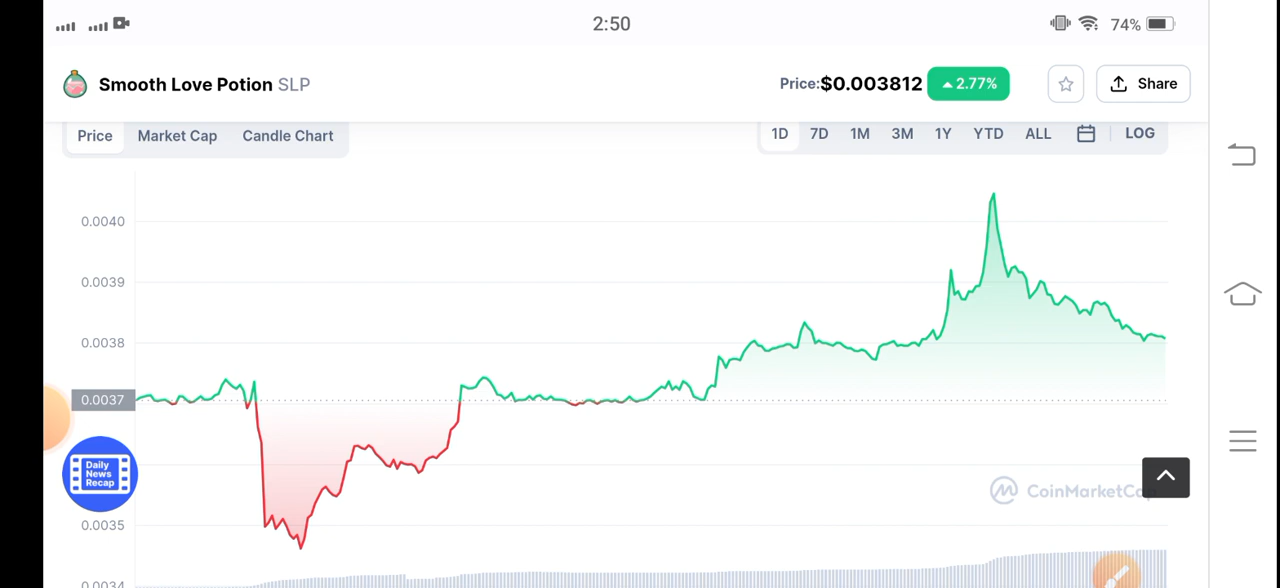 2:50
74%
Smooth Love Potion SLP
Price:$0.003812
2.77%
Share
Price Market Cap Candle Chart
1D 7D 1M 3M 1Y YTD ALL LOG
0.0040
0.0039
0.0038
0.0037
Daily
News
Recap
CoinMarketCa
0.0035
0.0034